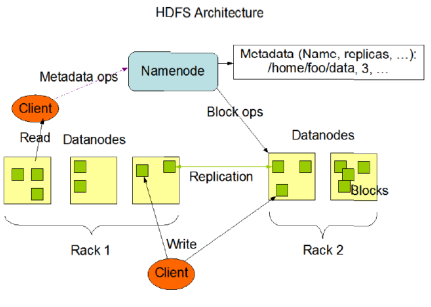 HDFS Architecture
Metadata (Name, replicas, ...):
/home/foo/data, 3, ...
Namenode
Metadata ops
Client
Block ops
Read
Datanodes
Datanodes
Replication
Blocks
Write
Rack 1
Rack 2
Client